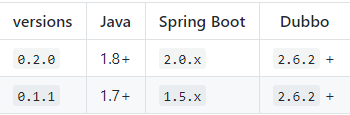 versions Java Spring Boot Dubbo
0.2.0 1.8+ 2.0.x 2.6.2 +
0.1.1 1.7+ 1.5.x 2.6.2 +